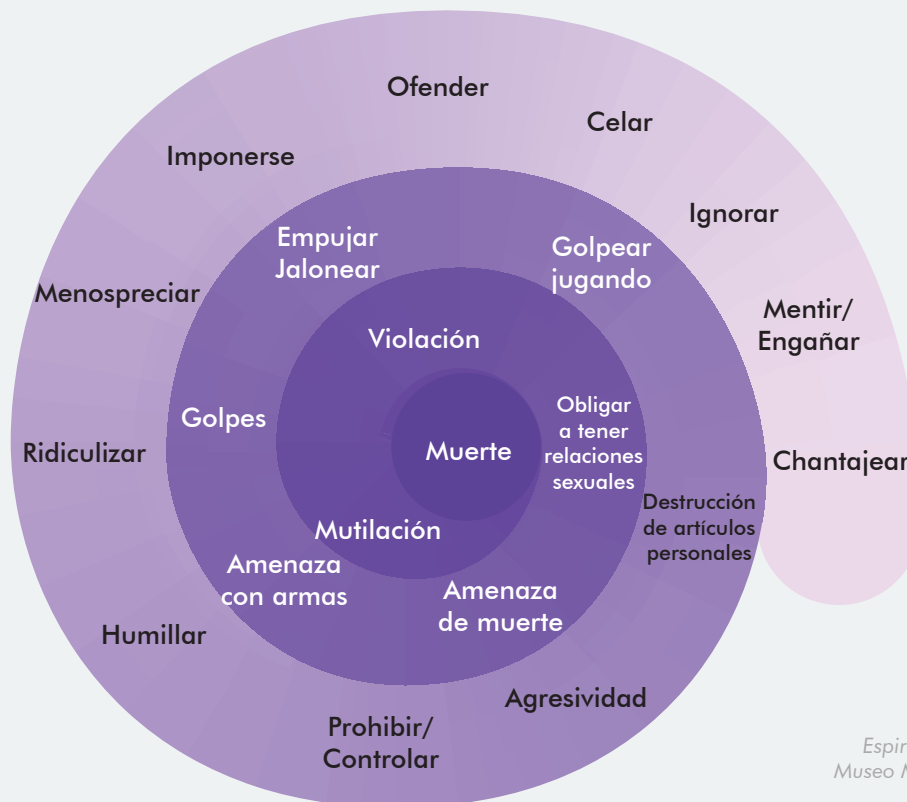 Ofender
Celar
Imponerse
Ignorar
Empujar
Jalonear
Golpear
jugando
Menospreciar
Mentir/
Engañar
Violación
Golpes
Obligar
a tener
relaciones
sexuales
Muerte
Ridiculizar
Chantajear
Destrucción
de artículos
personales
Mutilación
Amenaza
con armas
Amenaza
de muerte
Humillar
Agresividad
Prohibir/
Controlar
Museo